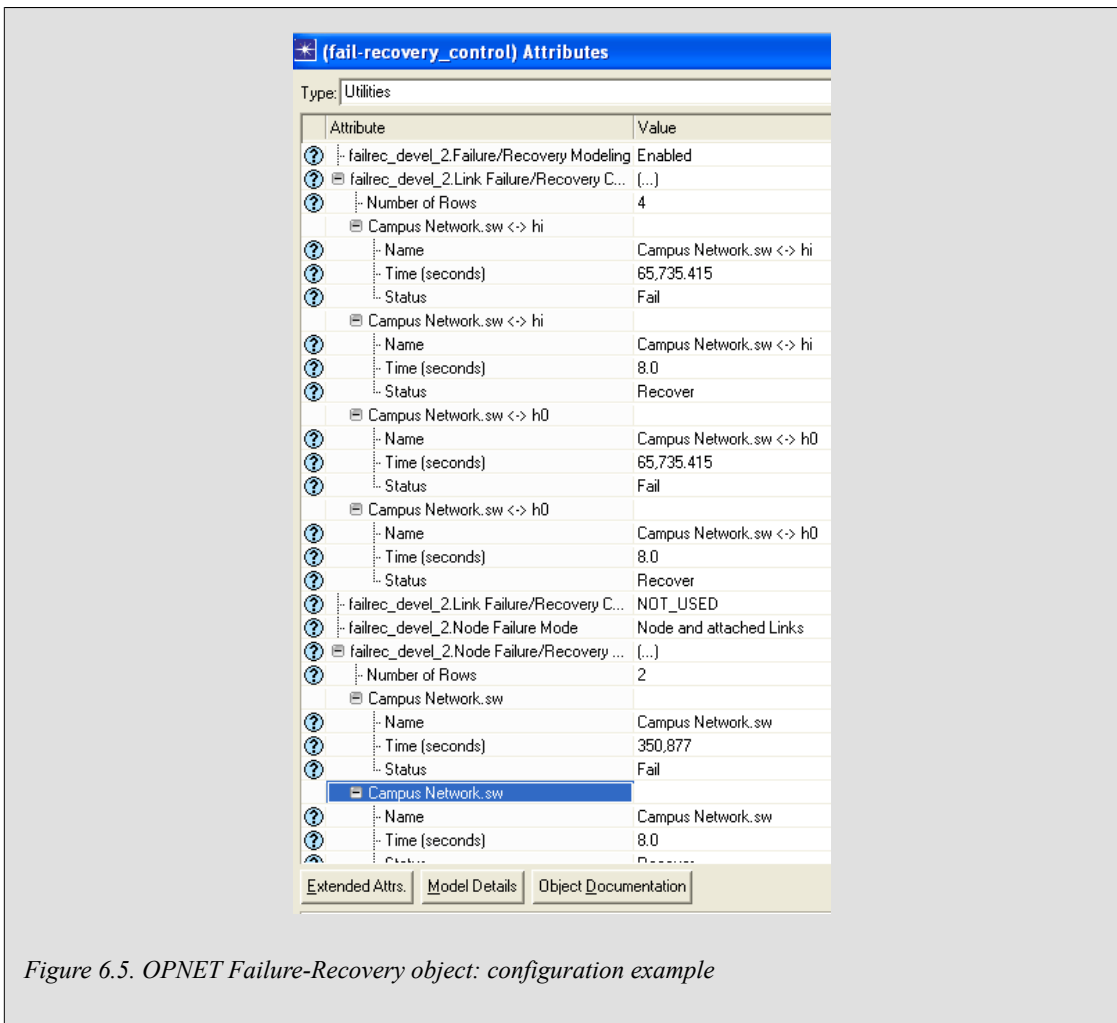 (fail-recovery_control) Attributes
Type: Utilities
Attribute Value
failrec_devel_2.Failure/Recovery Modeling Enabled
failrec_devel_2.Link Failure/Recovery C... (...)
Number of Rows 4
Campus Network.sw <-> hi
Name Campus Network.sw <-> hi
Time (seconds) 65,735.415
Status Fail
Campus Network.sw <-> hi
Name Campus Network.sw <-> hi
Time (seconds) 8.0
Status Recover
Campus Network.sw <-> h0
Name Campus Network.sw <-> h0
Time (seconds) 65,735.415
Status Fail
Campus Network.sw <-> h0
Name Campus Network.sw <-> h0
Time (seconds) 8.0
Status Recover
failrec_devel_2.Link Failure/Recovery C... NOT_USED
failrec_devel_2.Node Failure Mode Node and attached Links
failrec_devel_2.Node Failure/Recovery ... (...)
Number of Rows 2
Campus Network.sw
Name Campus Network.sw
Time (seconds) 350,877
Status Fail
Campus Network.sw
Name Campus Network.sw
Time (seconds) 8.0
Extended Attrs. Model Details Object Documentation
Figure 6.5. OPNET Failure-Recovery object: configuration example